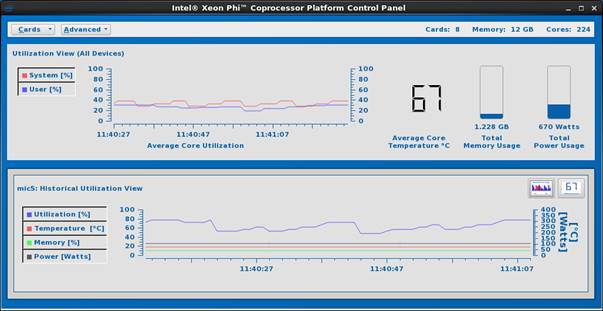 Intel® Xeon Phi™ Coprocessor Platform Control Panel
Cards Advanced Cards: 8 Memory: 12 GB Cores: 224
Utilization View (All Devices)
System [%]
User [%]
100 100
80 80
60 60
40 40
20 20
0 0
11:40:27 11:40:47 11:41:07
Average Core Utilization
67
Average Core
Temperature °C
1.228 GB
Total
Memory Usage
670 Watts
Total
Power Usage
mic5: Historical Utilization View
67
Utilization [%]
Temperature [°C]
Memory [%]
Power [Watts]
100 400
80 350
60 300
40 250
20 200
0 150
100
50
0
[°C]
[Watts]
11:40:27 11:40:47 11:41:07